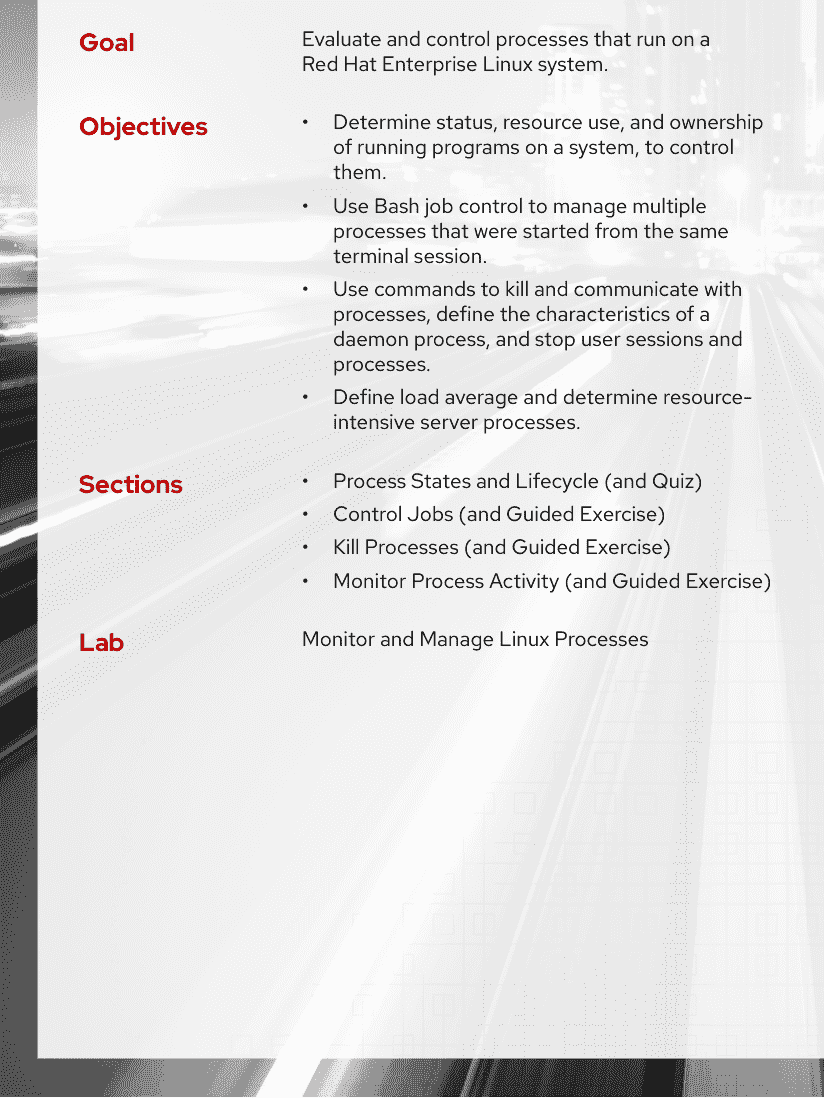 Goal
Evaluate and control processes that run on a
Red Hat Enterprise Linux system.
Objectives
• Determine status, resource use, and ownership
of running programs on a system, to control
them.
• Use Bash job control to manage multiple
processes that were started from the same
terminal session.
• Use commands to kill and communicate with
processes, define the characteristics of a
daemon process, and stop user sessions and
processes.
• Define load average and determine resource-
intensive server processes.
Sections
• Process States and Lifecycle (and Quiz)
• Control Jobs (and Guided Exercise)
• Kill Processes (and Guided Exercise)
• Monitor Process Activity (and Guided Exercise)
Lab
Monitor and Manage Linux Processes